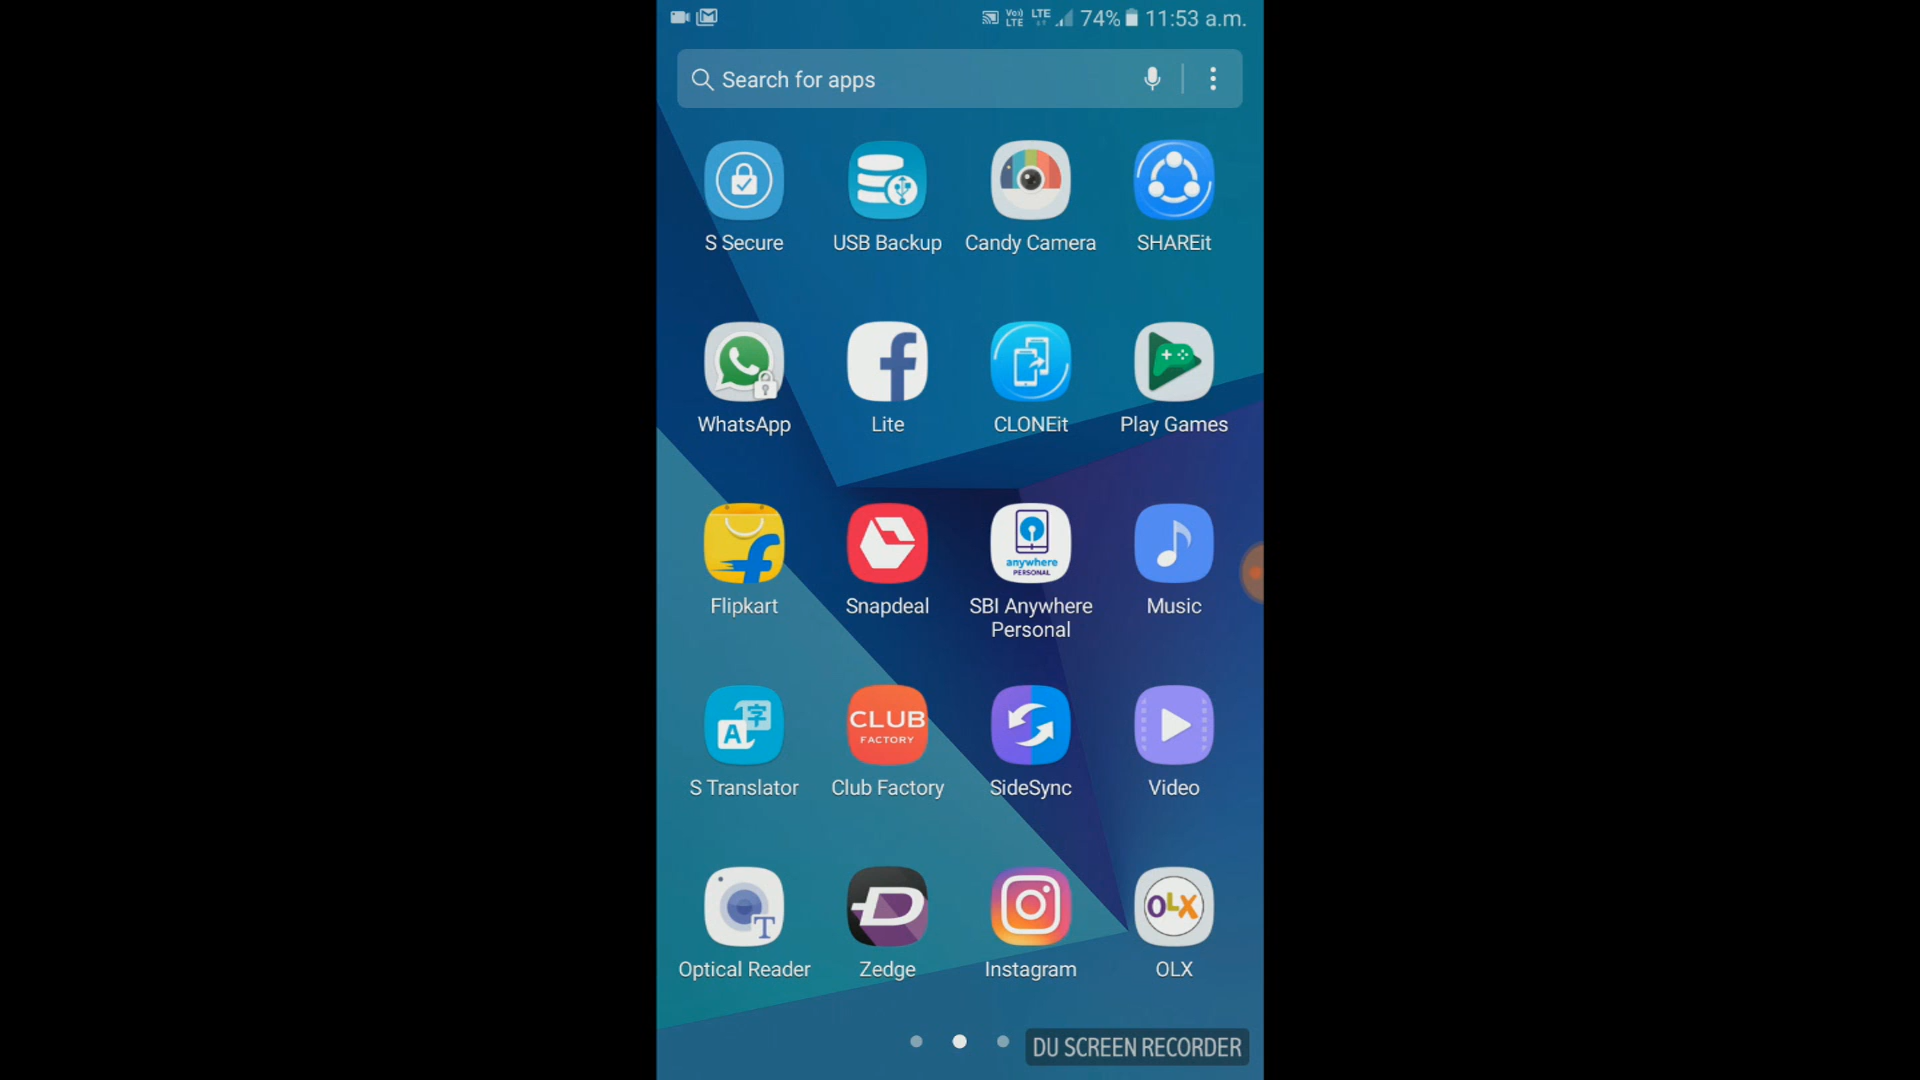 74% 11:53 a.m.
Search for apps
S Secure USB Backup Candy Camera SHAREit
WhatsApp Lite CLONEit Play Games
anywhere
PERSONAL
Flipkart Snapdeal SBI Anywhere Personal Music
字
A
CLUB
FACTORY
S Translator Club Factory SideSync Video
T
OLX
Optical Reader Zedge Instagram OLX
DU SCREEN RECORDER